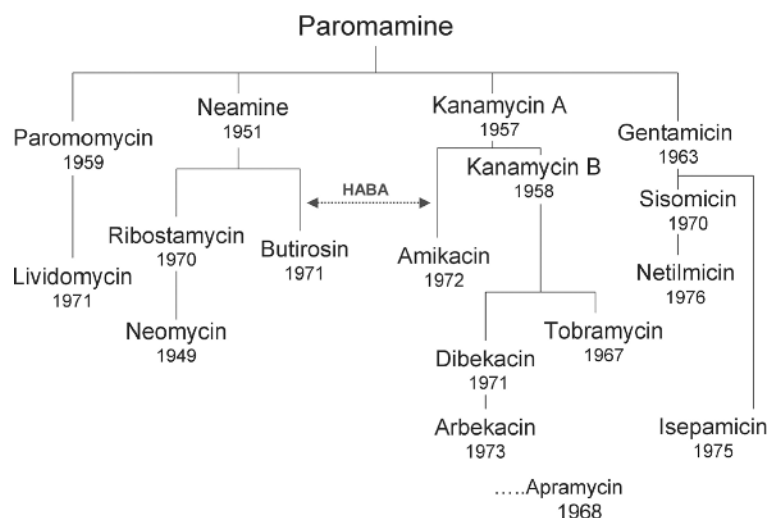 Paromamine
Paromomycin
1959
Neamine
1951
Kanamycin A
1957
Gentamicin
1963
Kanamycin B
1958
HABA
Sisomicin
1970
Ribostamycin
1970
Butirosin
1971
Amikacin
1972
Lividomycin
1971
Netilmicin
1976
Neomycin
1949
Dibekacin
1971
Tobramycin
1967
Arbekacin
1973
Isepamicin
1975
.....Apramycin
1968